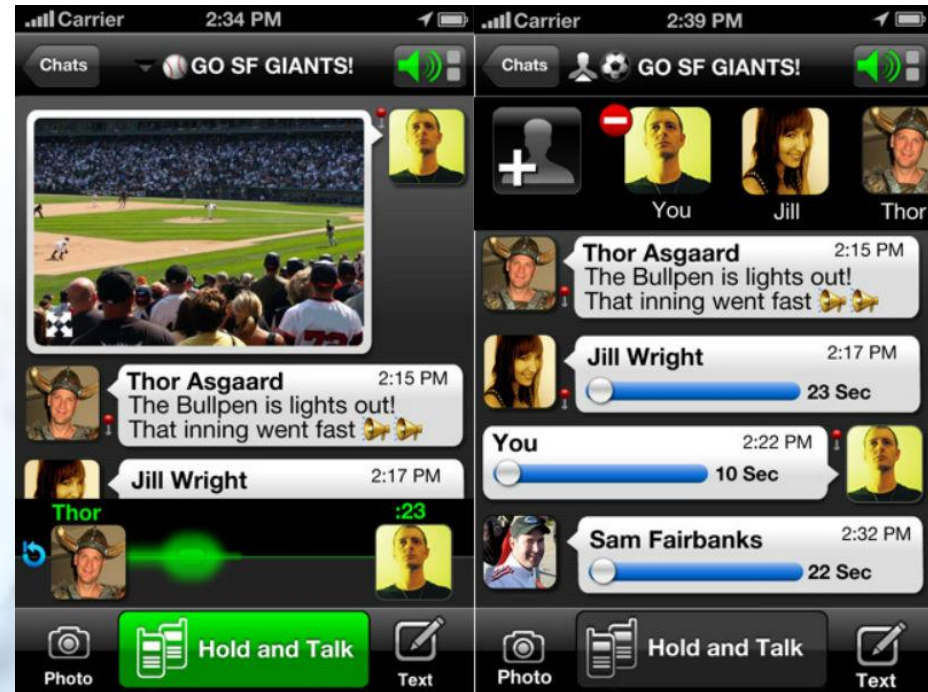 Carrier 2:34 PM
Chats GO SF GIANTS!
Thor Asgaard 2:15 PM
The Bullpen is lights out!
That inning went fast
Jill Wright 2:17 PM
Thor :23
Photo Hold and Talk Text
Carrier 2:39 PM
Chats GO SF GIANTS!
You Jill Thor
Thor Asgaard 2:15 PM
The Bullpen is lights out!
That inning went fast
Jill Wright 2:17 PM
23 Sec
You 2:22 PM
10 Sec
Sam Fairbanks 2:32 PM
22 Sec
Photo Hold and Talk Text